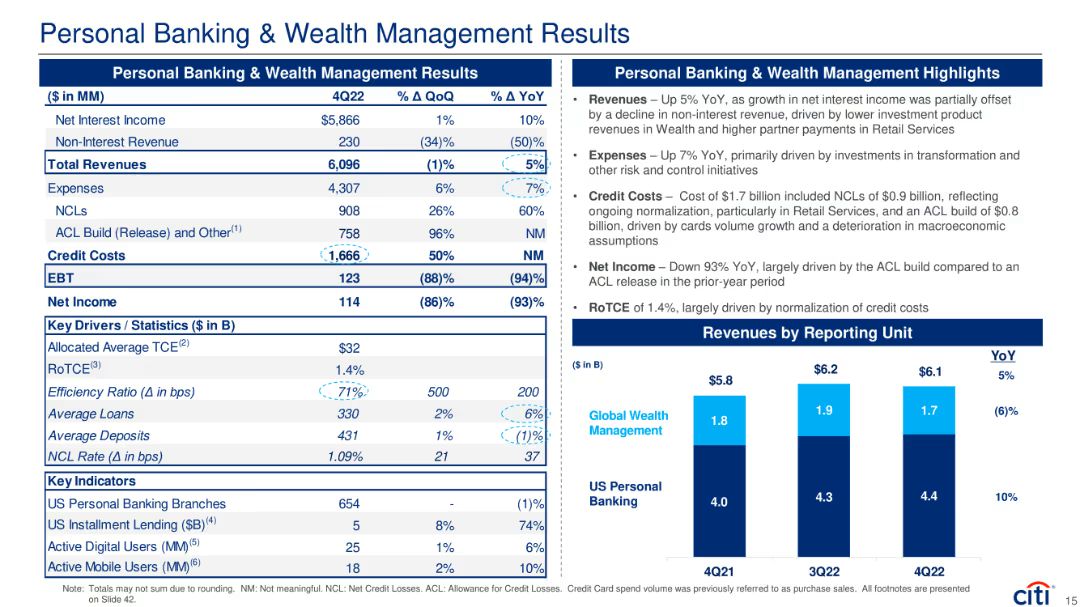 Personal Banking & Wealth Management Results
Personal Banking & Wealth Management Results
($ in MM) 4Q22 % Δ QoQ % Δ YoY
Net Interest Income $5,866 1% 10%
Non-Interest Revenue 230 (34)% (50)%
Total Revenues 6,096 (1)% 5%
Expenses 4,307 6% 7%
NCLs 908 26% 60%
ACL Build (Release) and Other(1) 758 96% NM
Credit Costs 1,666 50% NM
EBT 123 (88)% (94)%
Net Income 114 (86)% (93)%
Key Drivers / Statistics ($ in B)
Allocated Average TCE(2) $32
RoTCE(3) 1.4%
Efficiency Ratio (Δ in bps) 71% 500 200
Average Loans 330 2% 6%
Average Deposits 431 1% (1)%
NCL Rate (Δ in bps) 1.09% 21 37
Key Indicators
US Personal Banking Branches 654 - (1)%
US Installment Lending ($B)(4) 5 8% 74%
Active Digital Users (MM)(5) 25 1% 6%
Active Mobile Users (MM)(6) 18 2% 10%
Personal Banking & Wealth Management Highlights
• Revenues – Up 5% YoY, as growth in net interest income was partially offset
by a decline in non-interest revenue, driven by lower investment product
revenues in Wealth and higher partner payments in Retail Services
• Expenses – Up 7% YoY, primarily driven by investments in transformation and
other risk and control initiatives
• Credit Costs – Cost of $1.7 billion included NCLs of $0.9 billion, reflecting
ongoing normalization, particularly in Retail Services, and an ACL build of $0.8
billion, driven by cards volume growth and a deterioration in macroeconomic
assumptions
• Net Income – Down 93% YoY, largely driven by the ACL build compared to an
ACL release in the prior-year period
• RoTCE of 1.4%, largely driven by normalization of credit costs
Revenues by Reporting Unit
($ in B)
YoY
$5.8 $6.2 $6.1 5%
Global Wealth
Management
1.8 1.9 1.7 (6)%
US Personal
Banking
4.0 4.3 4.4 10%
4Q21 3Q22 4Q22
Note: Totals may not sum due to rounding. NM: Not meaningful. NCL: Net Credit Losses. ACL: Allowance for Credit Losses. Credit Card spend volume was previously referred to as purchase sales. All footnotes are presented
on Slide 42.
citi
15